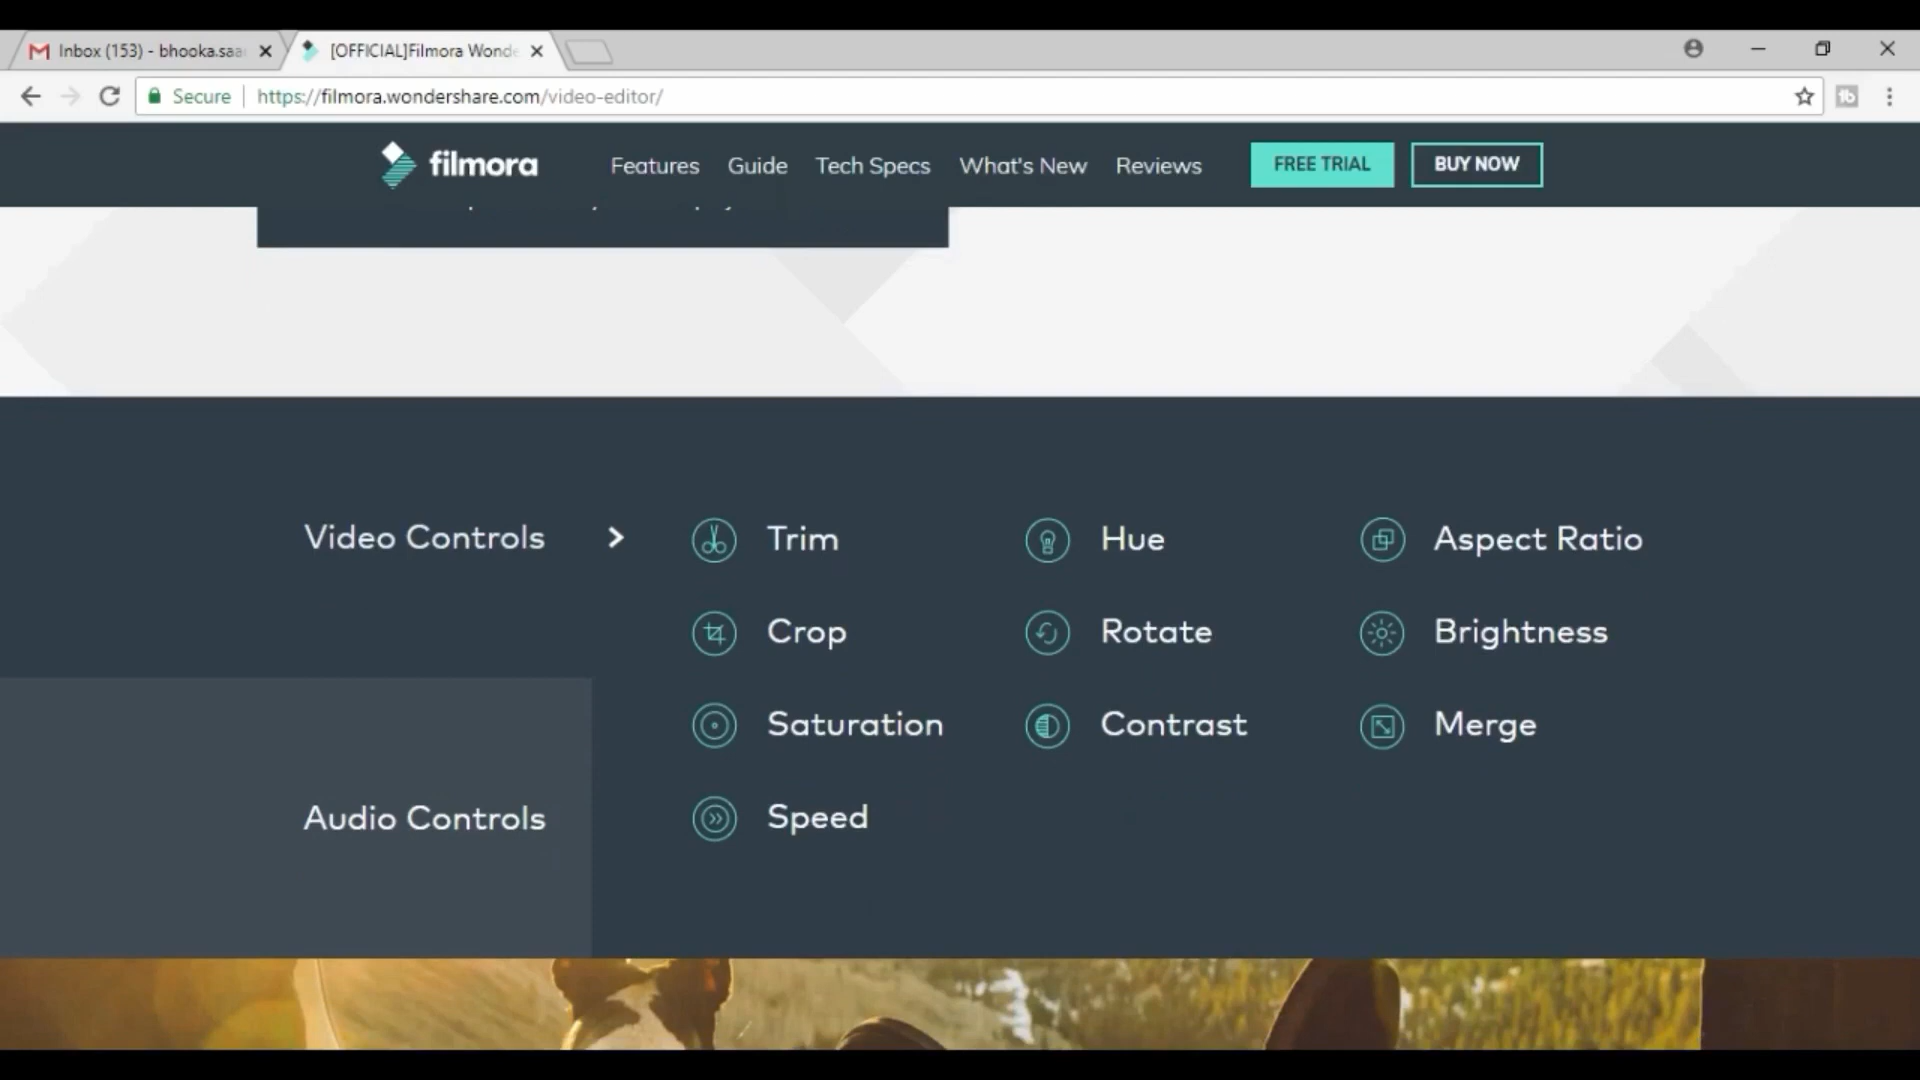 Inbox (153) - bhooka.saa
[OFFICIAL]Filmora Wond
Secure
https://filmora.wondershare.com/video-editor/
filmora
Features
Guide
Tech Specs
What's New
Reviews
FREE TRIAL
BUY NOW
Video Controls
Trim
Hue
Aspect Ratio
Crop
Rotate
Brightness
Saturation
Contrast
Merge
Audio Controls
Speed